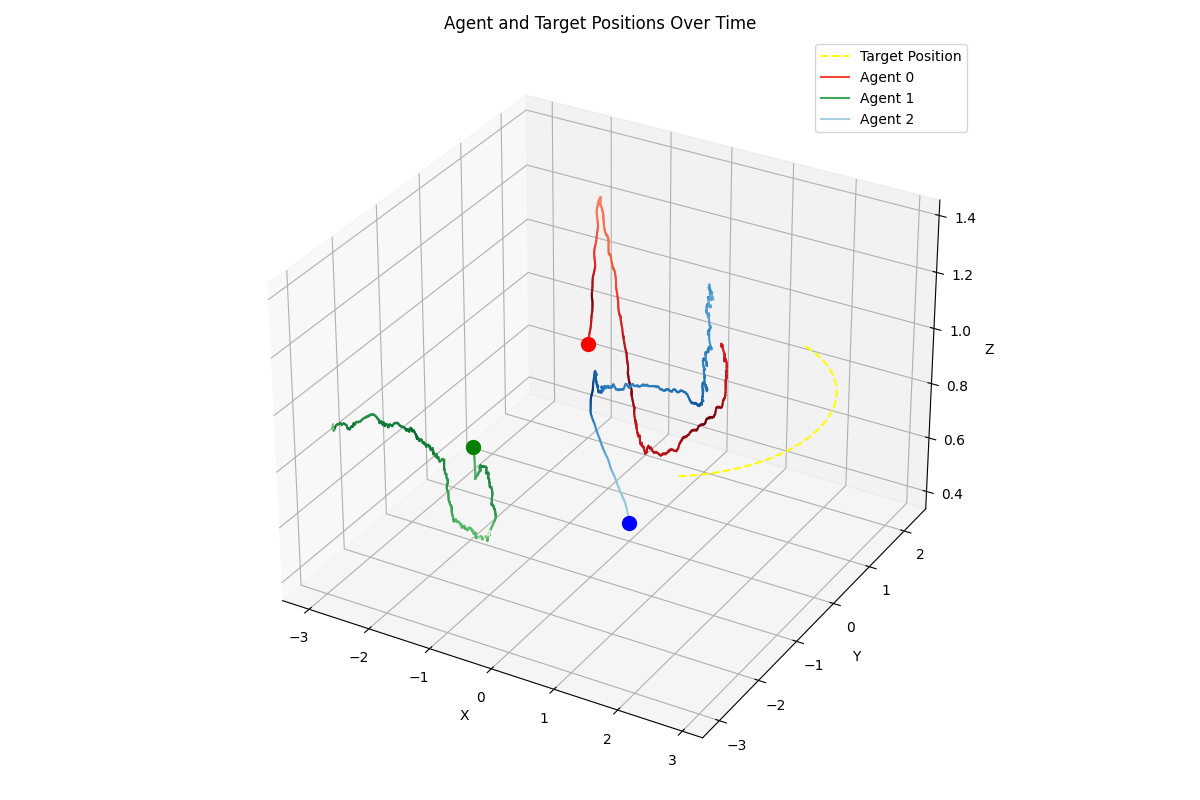 Agent and Target Positions Over Time
Target Position
Agent 0
Agent 1
Agent 2
1.4
1.2
1.0
Z
0.8
0.6
0.4
2
1
0
Y
−1
−2
−3
−3
−2
−1
0
X
1
2
3